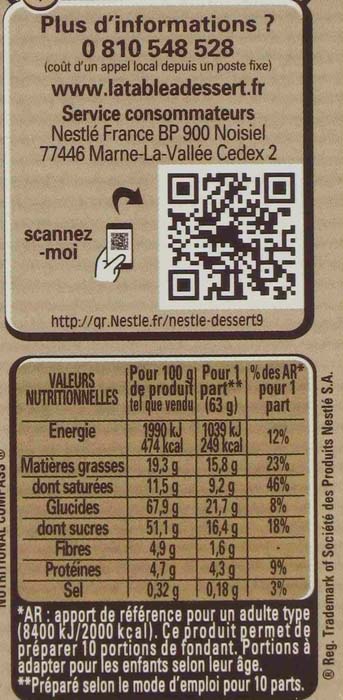 Plus d'informations ?
0 810 548 528
(coût d'un appel local depuis un poste fixe)
www.latableadessert.fr
Service consommateurs
Nestlé France BP 900 Noisiel
77446 Marne-La-Vallée Cedex 2
scannez
-moi
http://qr.Nestle.fr/nestle-dessert9
VALEURS NUTRITIONNELLES | Pour 100 g de produit tel que vendu | Pour 1 part** (63 g) | % des AR* pour 1 part
Energie 1990 kJ 474 kcal 1039 kJ 249 kcal 12%
Matières grasses 19,3 g 15,8 g 23%
dont saturées 11,5 g 9,2 g 46%
Glucides 67,9 g 21,7 g 8%
dont sucres 51,1 g 16,4 g 18%
Fibres 4,9 g 1,6 g
Protéines 4,7 g 4,3 g 9%
Sel 0,32 g 0,18 g 3%
*AR : apport de référence pour un adulte type
(8400 kJ/2000 kcal). Ce produit permet de
préparer 10 portions de fondant. Portions à
adapter pour les enfants selon leur âge.
**Préparé selon le mode d'emploi pour 10 parts.
® Reg. Trademark of Société des Produits Nestlé S.A.
NUTRITIONAL COMPASS ®